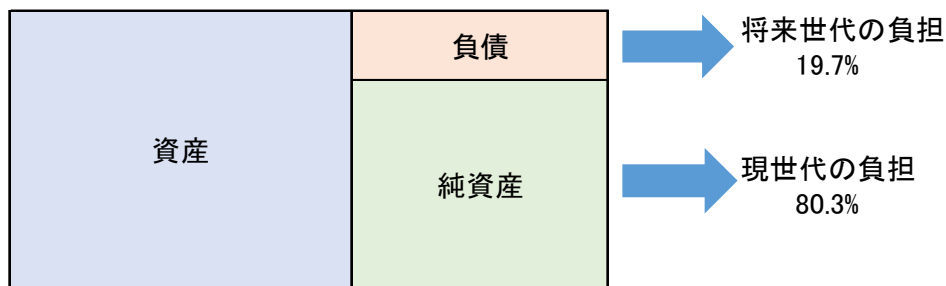 資産
負債
純資産
将来世代の負担
19.7%
現世代の負担
80.3%